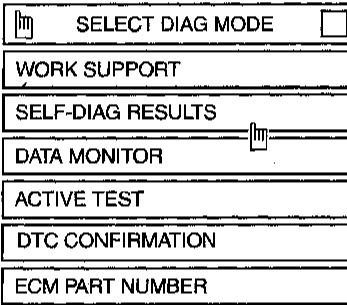 SELECT DIAG MODE
WORK SUPPORT
SELF-DIAG RESULTS
DATA MONITOR
ACTIVE TEST
DTC CONFIRMATION
ECM PART NUMBER